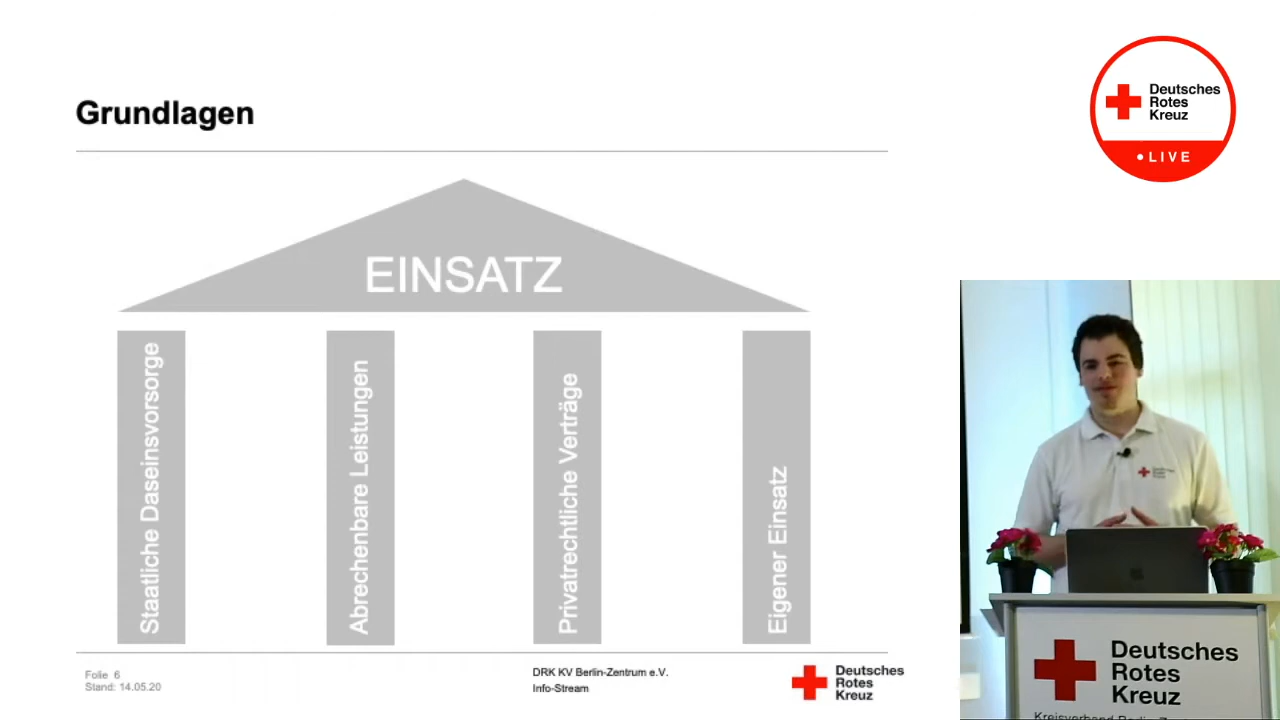 Grundlagen
EINSATZ
Staatliche Daseinsvorsorge
Abrechenbare Leistungen
Privatrechtliche Verträge
Eigener Einsatz
Folie 6
Stand: 14.05.20
DRK KV Berlin-Zentrum e.V.
Info-Stream
Deutsches
Rotes
Kreuz
Deutsches
Rotes
Kreuz
LIVE
Deutsches
Rotes
Kreuz